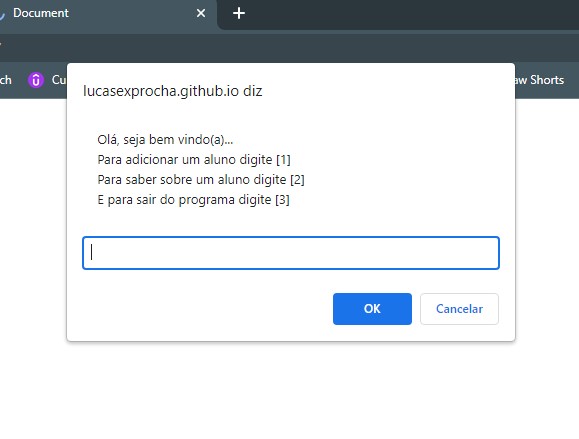 Document
ch
Cu
aw Shorts
lucasexprocha.github.io diz
Olá, seja bem vindo(a)...
Para adicionar um aluno digite [1]
Para saber sobre um aluno digite [2]
E para sair do programa digite [3]
OK
Cancelar